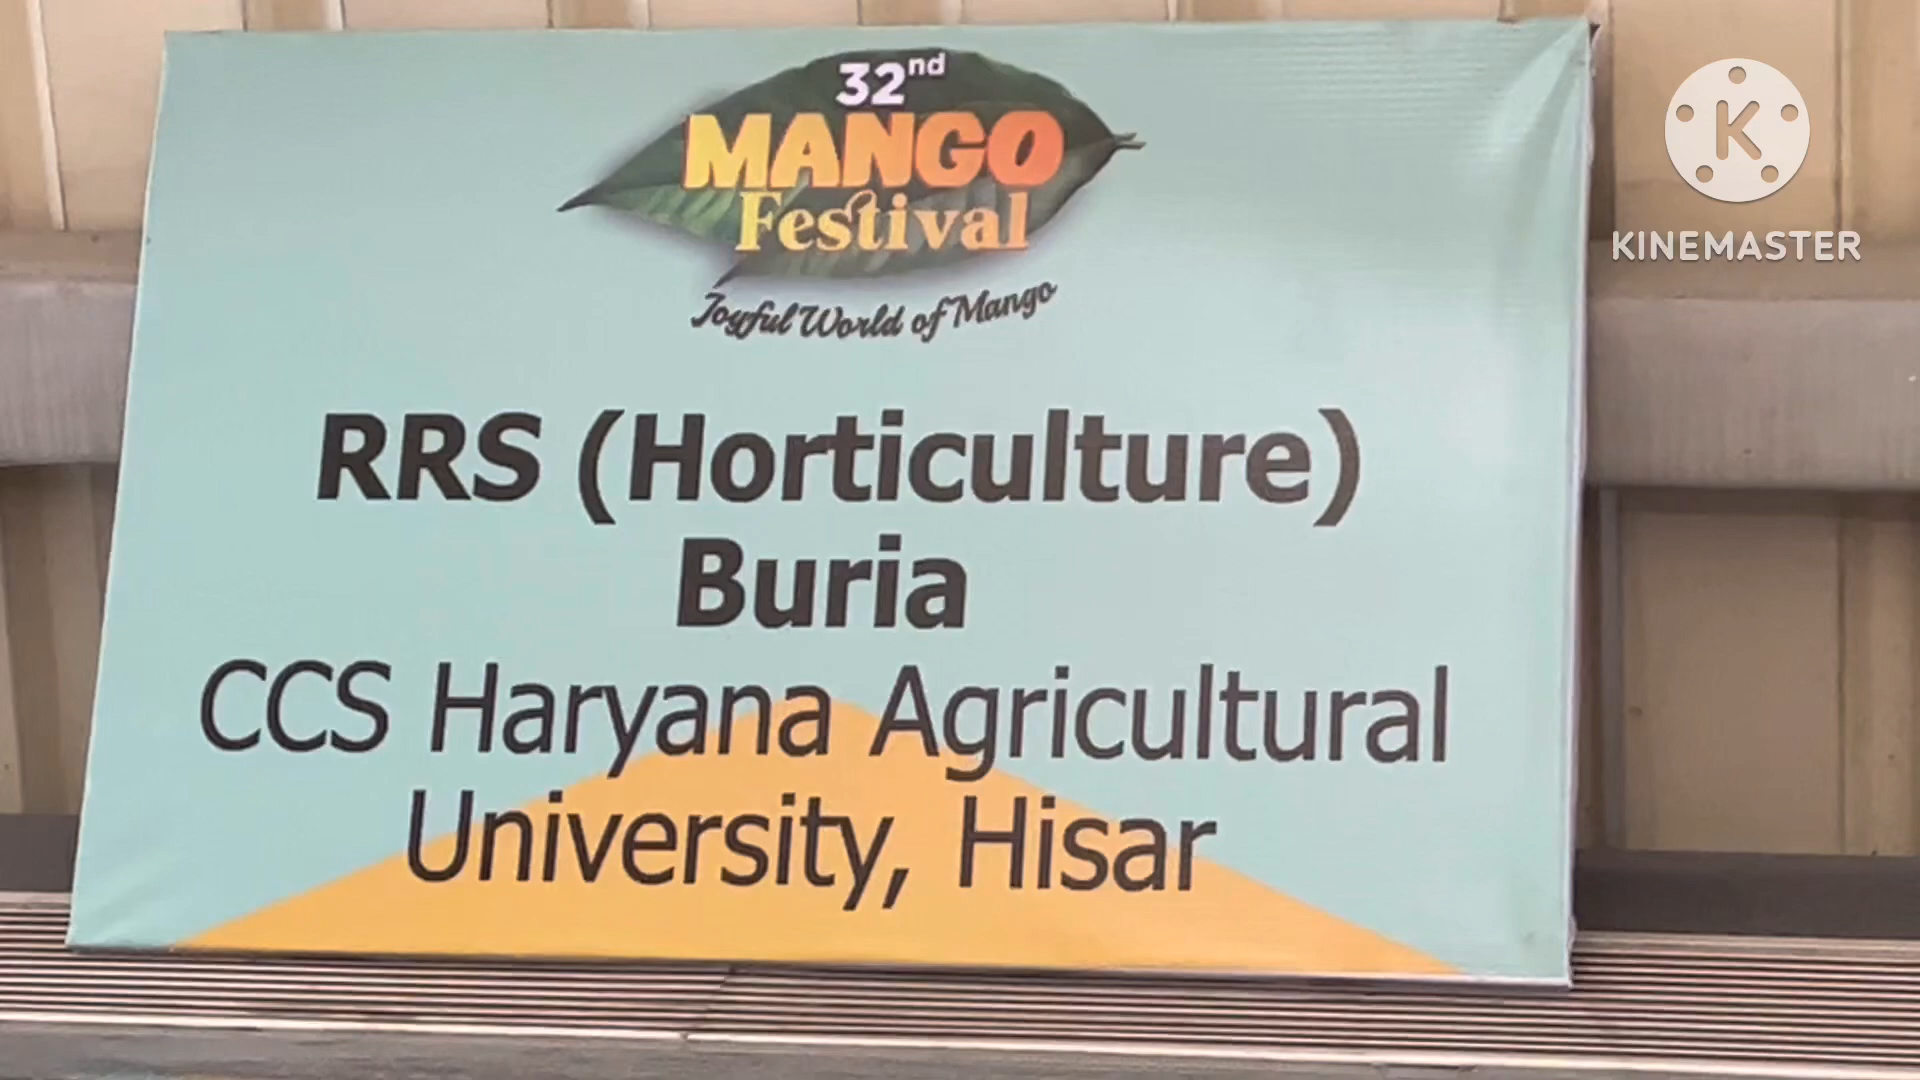 32nd
MANGO
Festival
Joyful World of Mango
RRS (Horticulture)
Buria
CCS Haryana Agricultural
University, Hisar
K
KINEMASTER